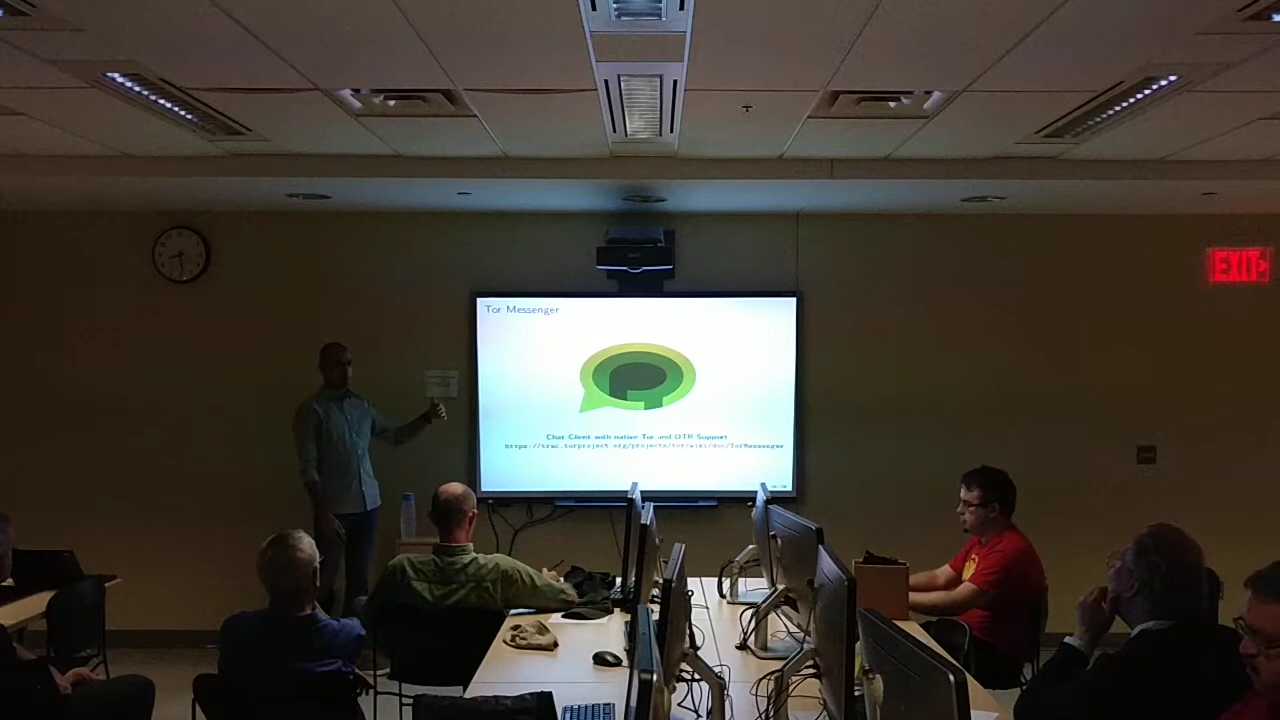 EXIT
Tor Messenger
Chat Client with native Tor and OTR Support
https://trac.torproject.org/projects/tor/wiki/doc/TorMessenger